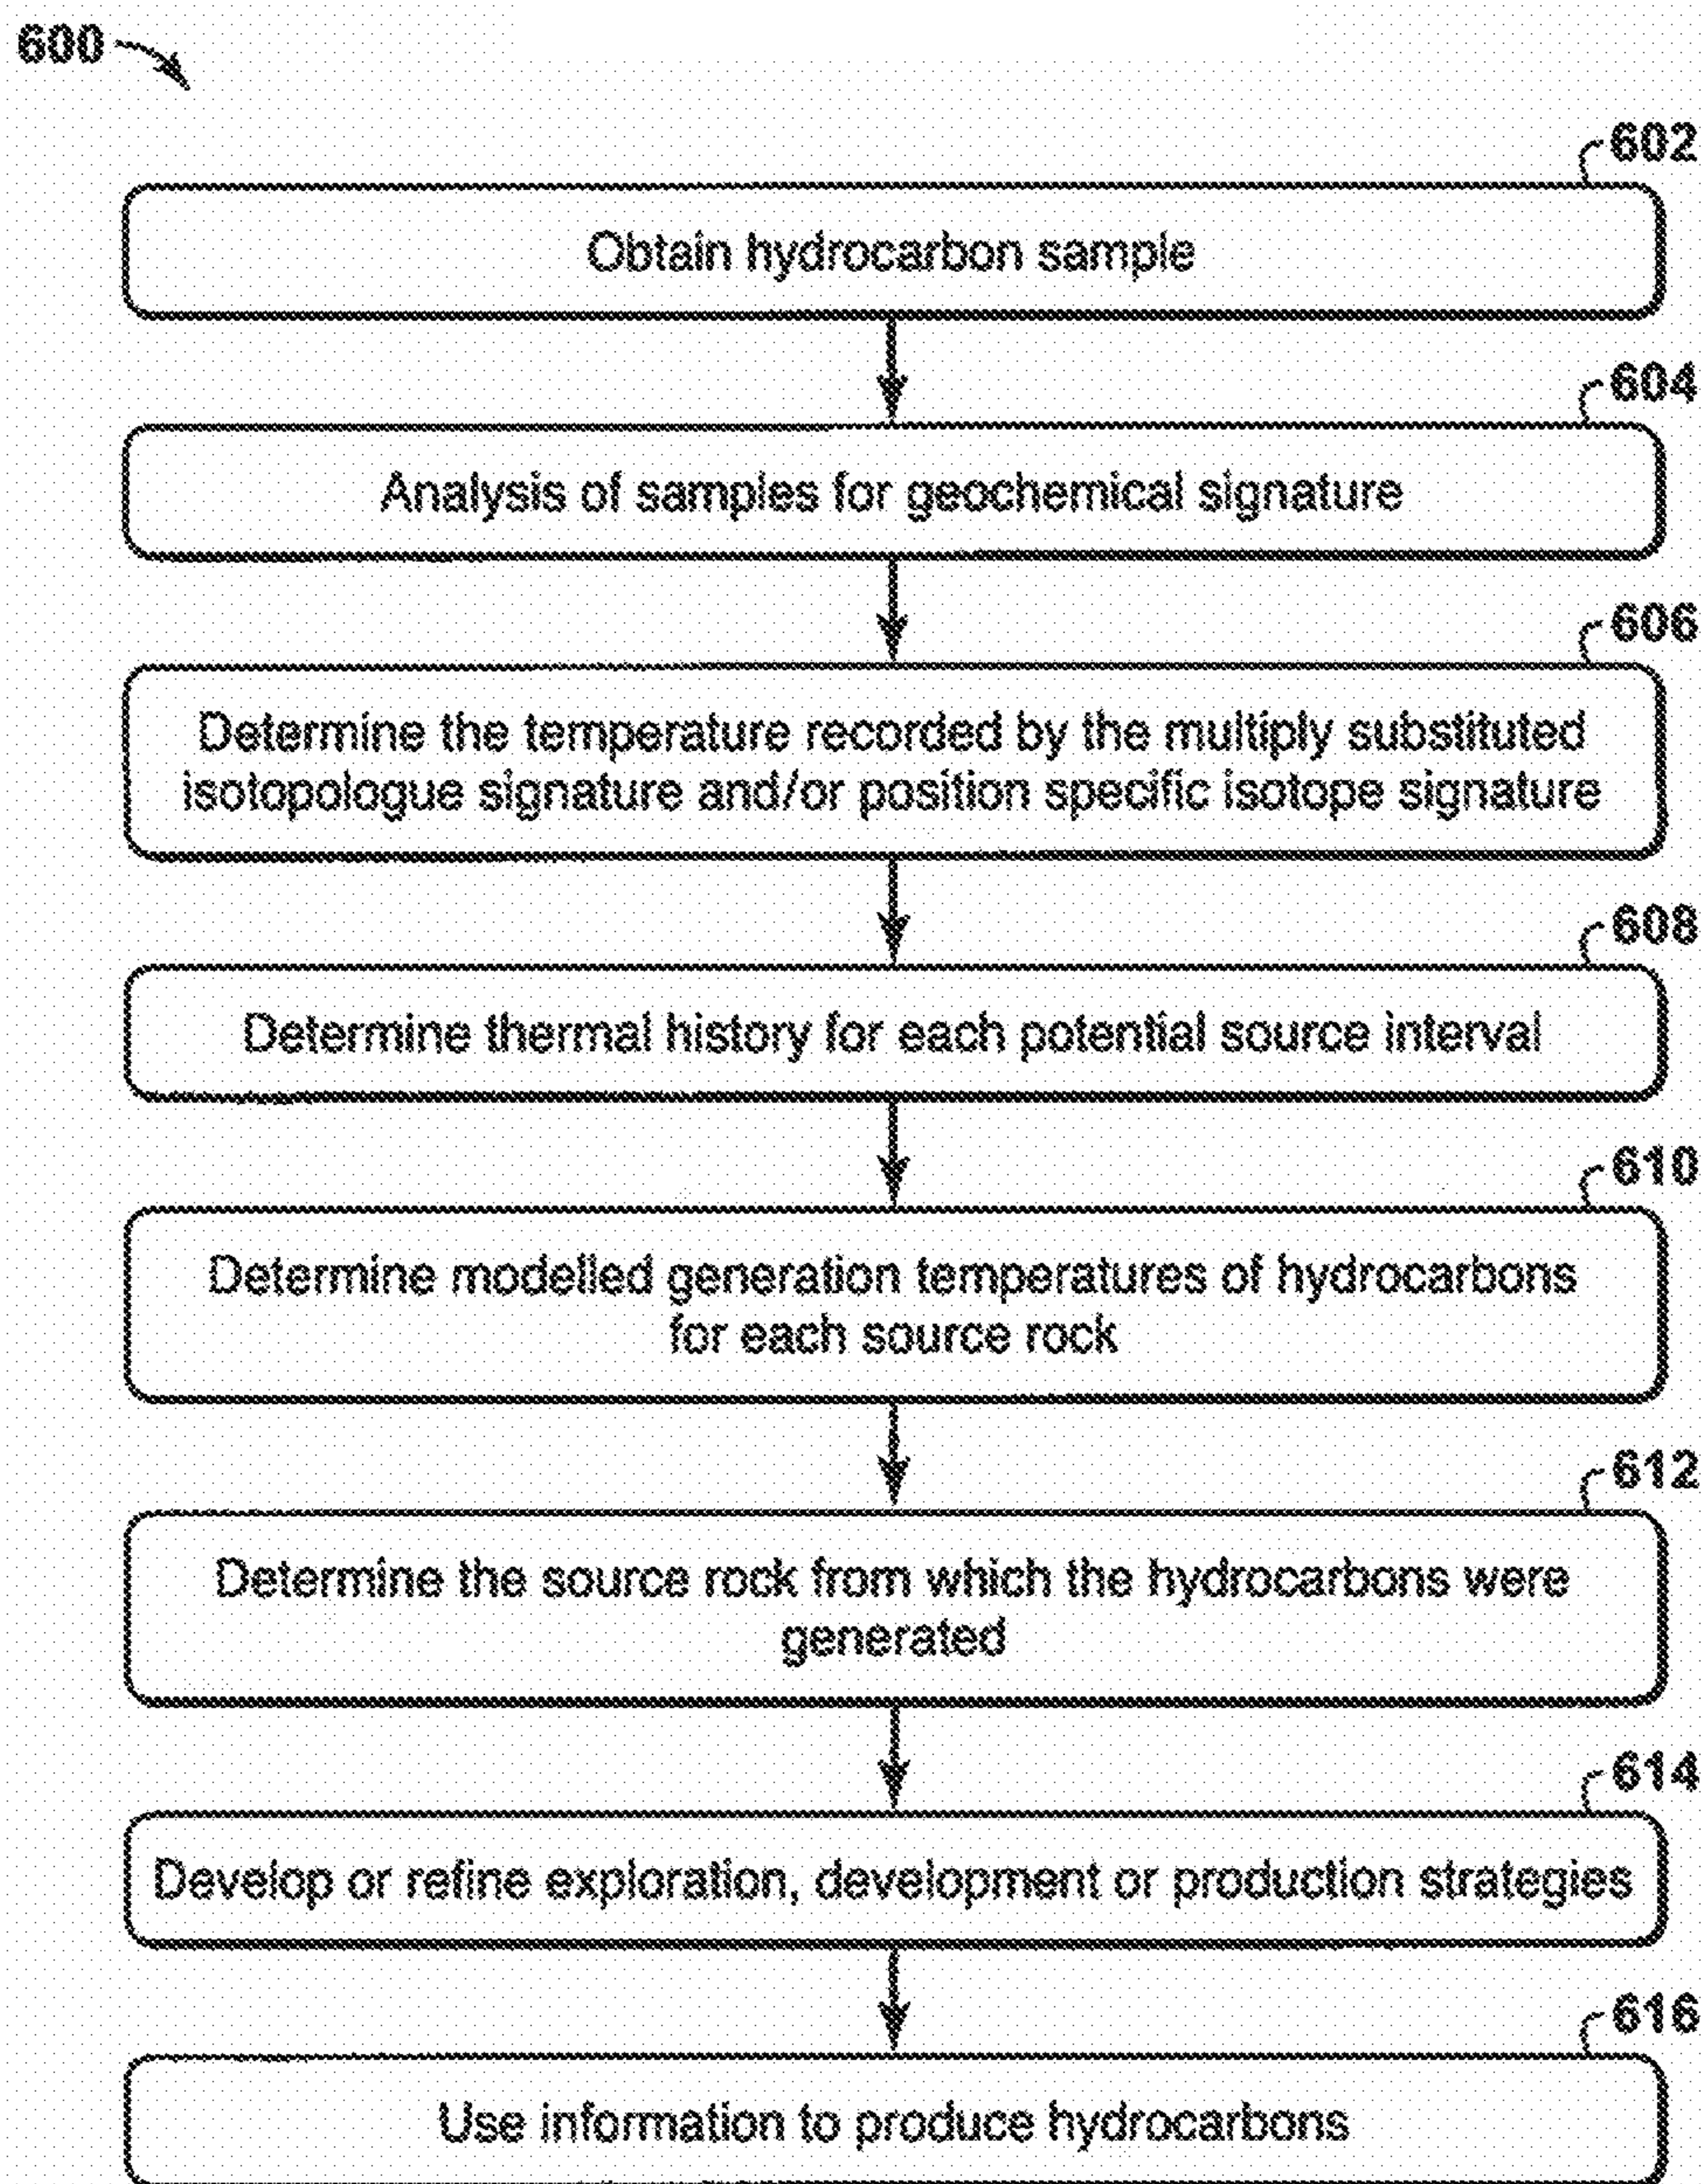 600
602
Obtain hydrocarbon sample
604
Analysis of samples for geochemical signature
606
Determine the temperature recorded by the multiply substituted
isotopologue signature and/or position specific isotope signature
608
Determine thermal history for each potential source interval
610
Determine modelled generation temperatures of hydrocarbons
for each source rock
612
Determine the source rock from which the hydrocarbons were
generated
614
Develop or refine exploration, development or production strategies
616
Use information to produce hydrocarbons